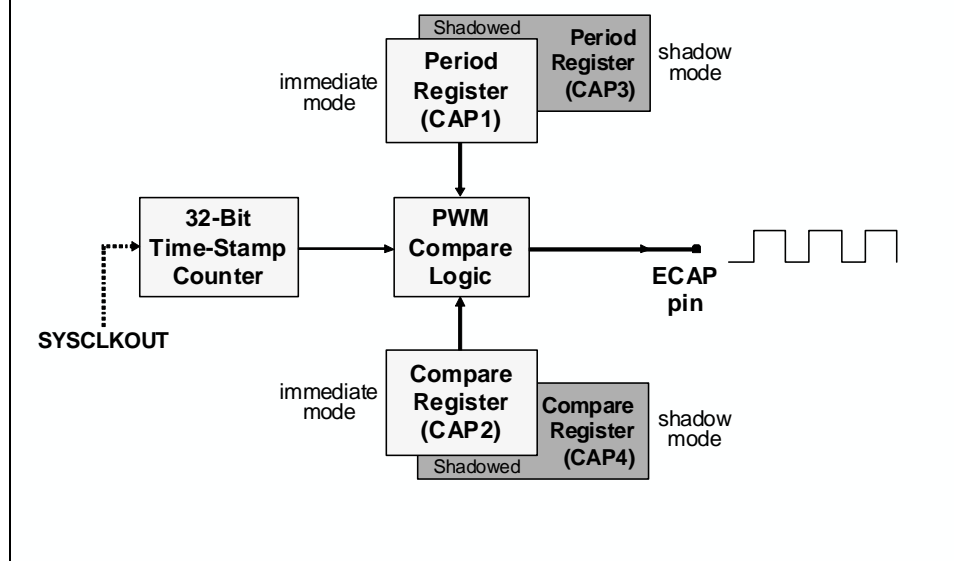 Shadowed
Period
Register
(CAP3)
shadow
mode
immediate
mode
Period
Register
(CAP1)
32-Bit
Time-Stamp
Counter
PWM
Compare
Logic
ECAP
pin
SYSCLKOUT
immediate
mode
Compare
Register
(CAP2)
Compare
Register
(CAP4)
Shadowed
shadow
mode